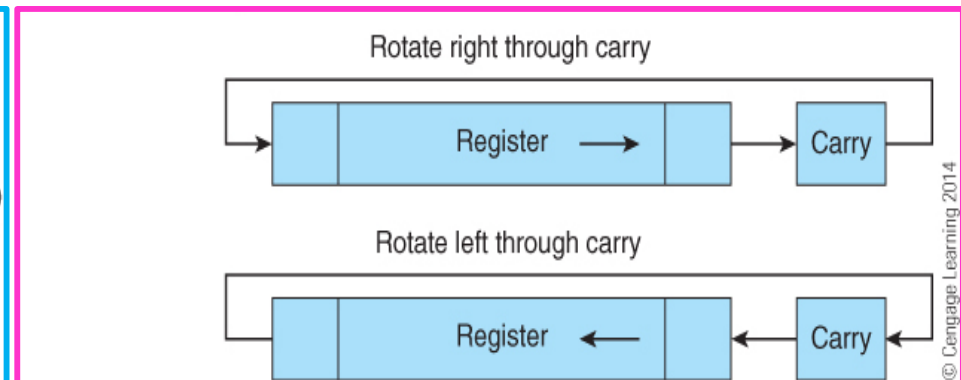 Rotate right through carry
Register
Carry
Rotate left through carry
Register
Carry
© Cengage Learning 2014